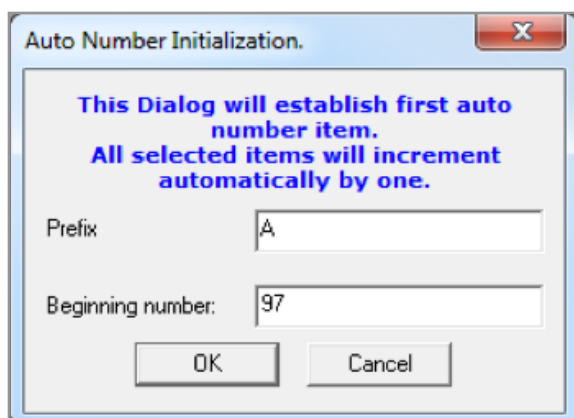 Auto Number Initialization.
This Dialog will establish first auto
number item.
All selected items will increment
automatically by one.
Prefix
A
Beginning number:
97
OK
Cancel